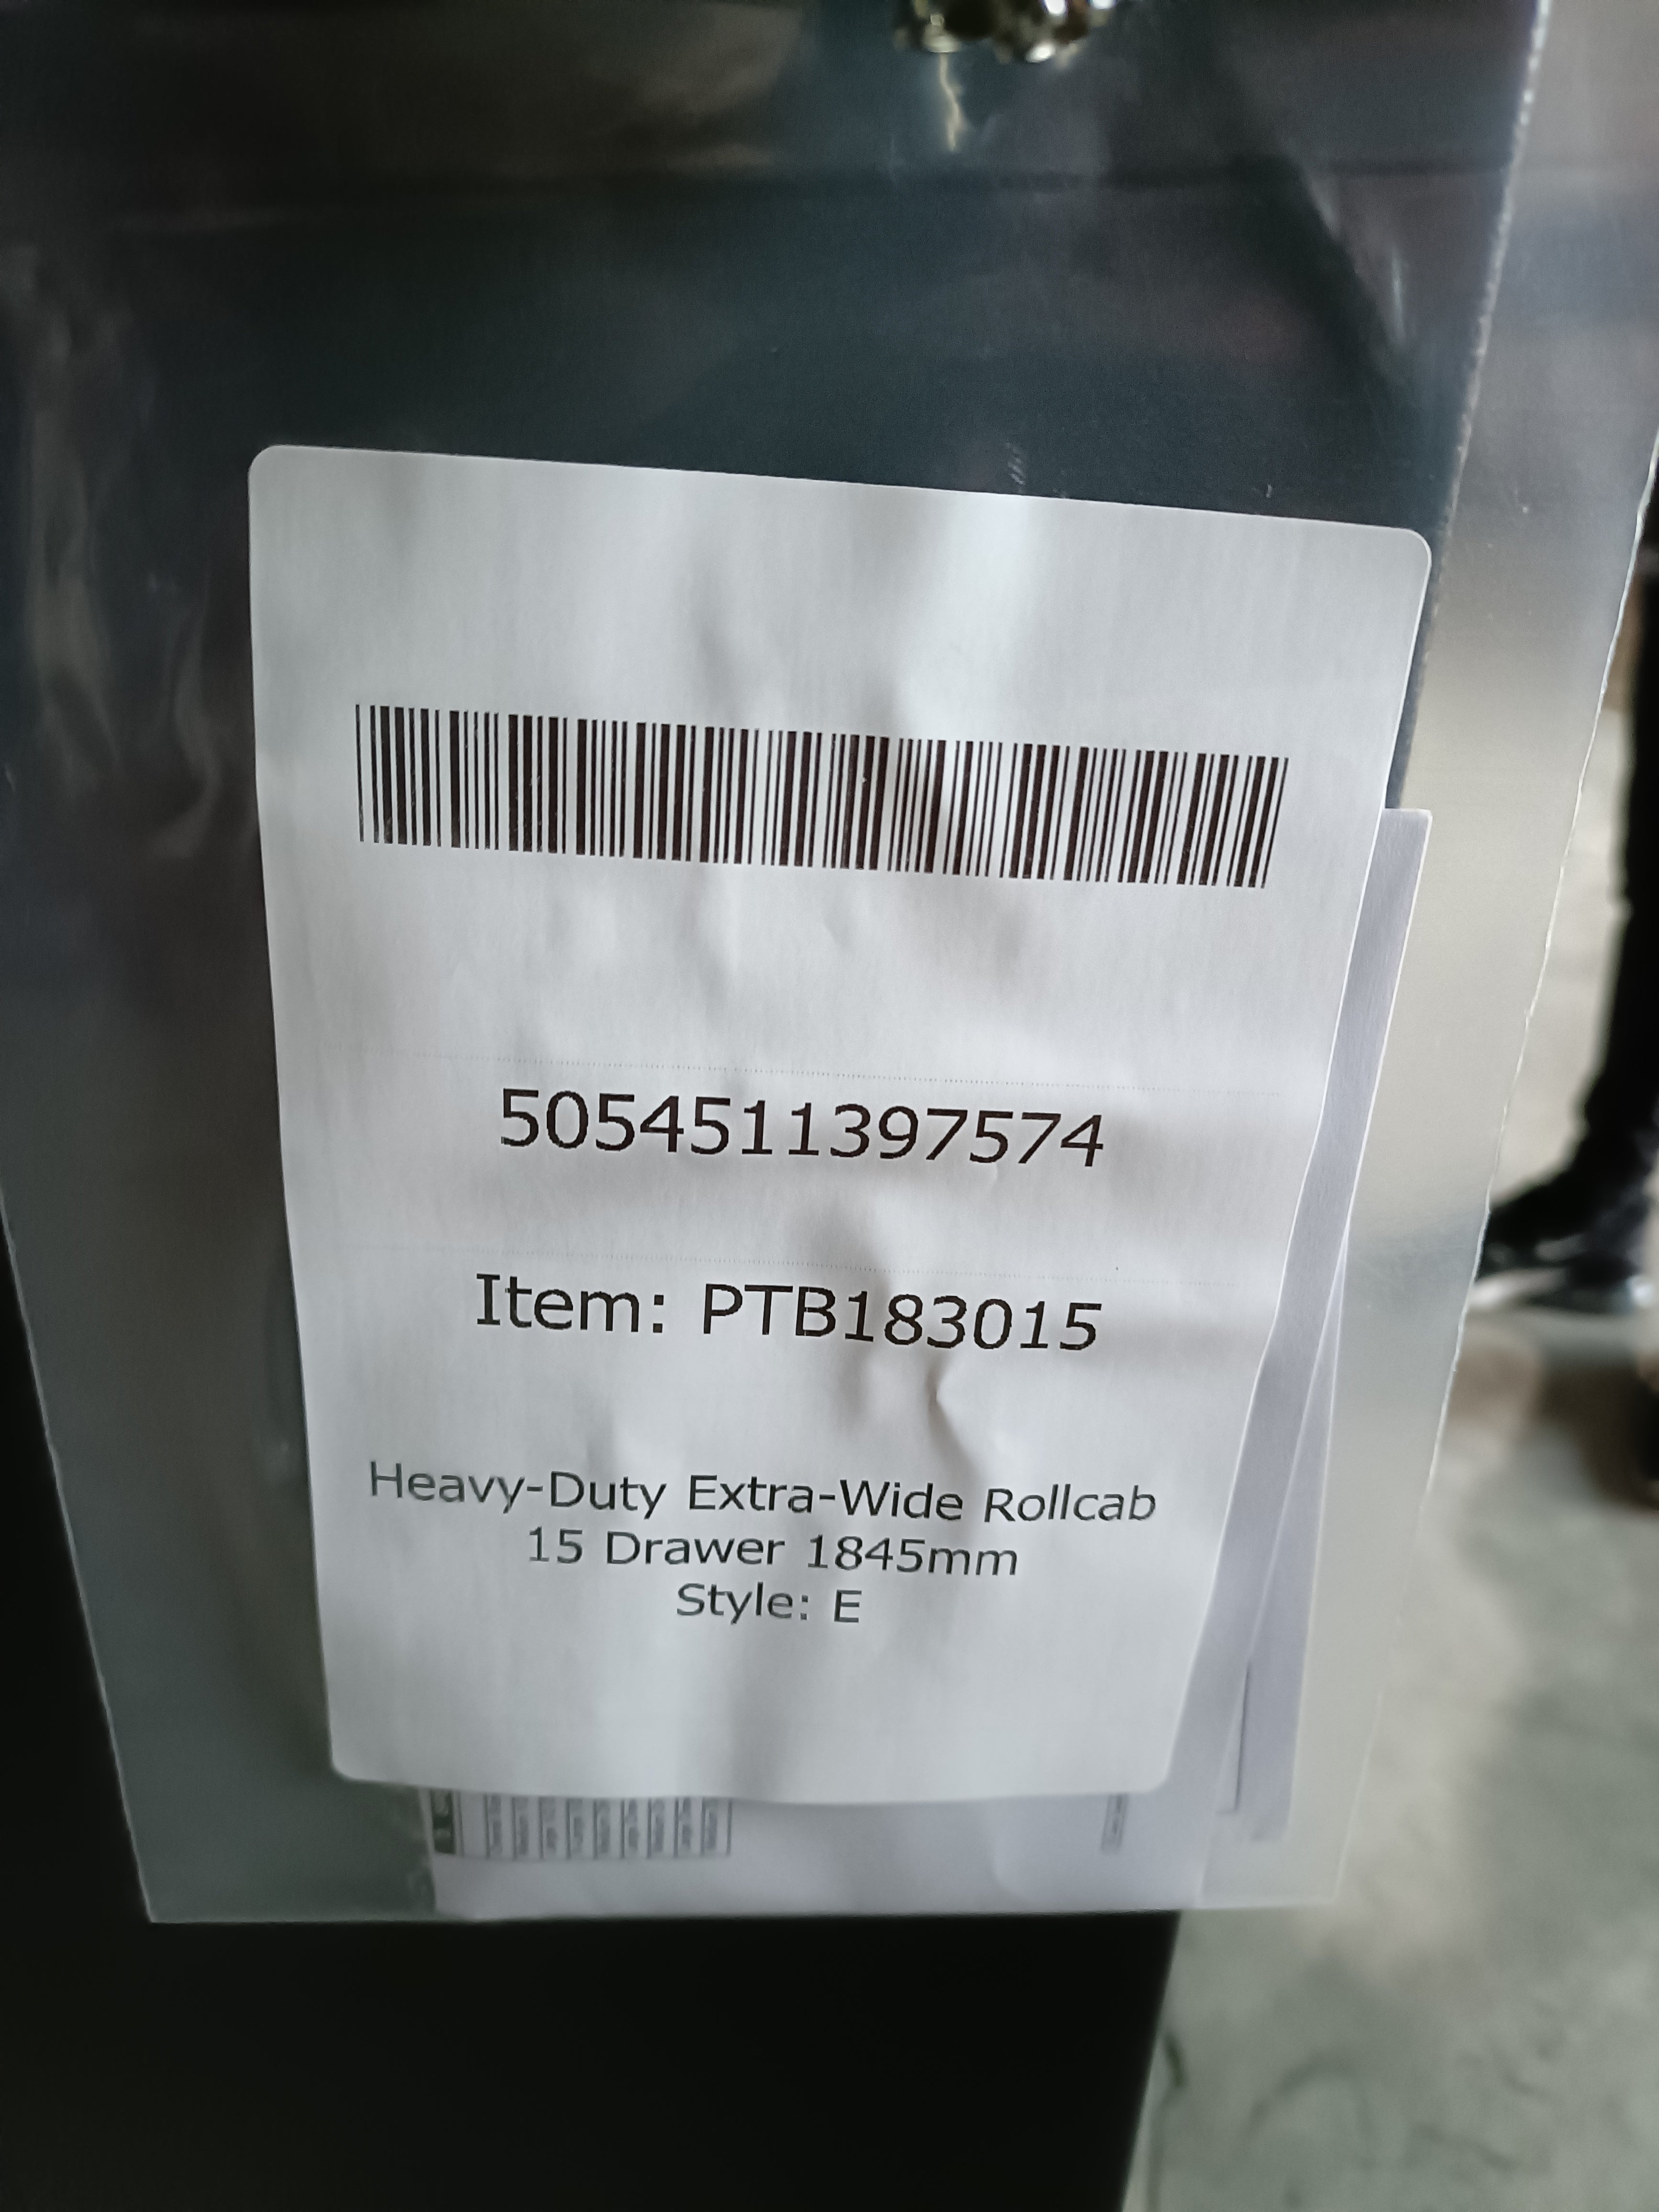 5054511397574
Item: PTB183015
Heavy-Duty Extra-Wide Rollcab
15 Drawer 1845mm
Style: E